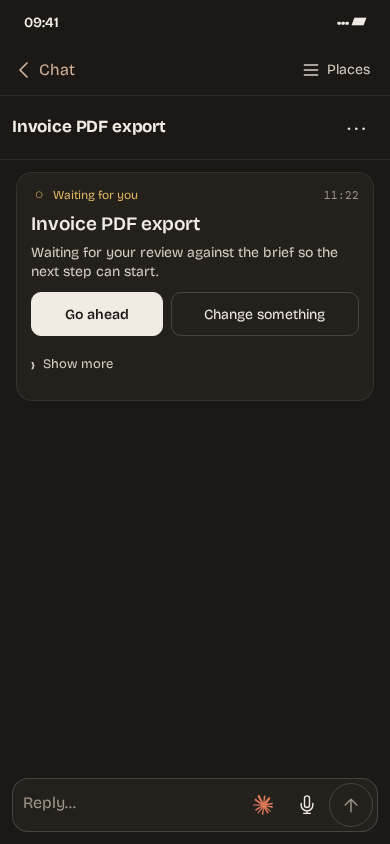 09:41
Chat
Places
Invoice PDF export
Waiting for you
11:22
Invoice PDF export
Waiting for your review against the brief so the
next step can start.
Go ahead
Change something
Show more
Reply...